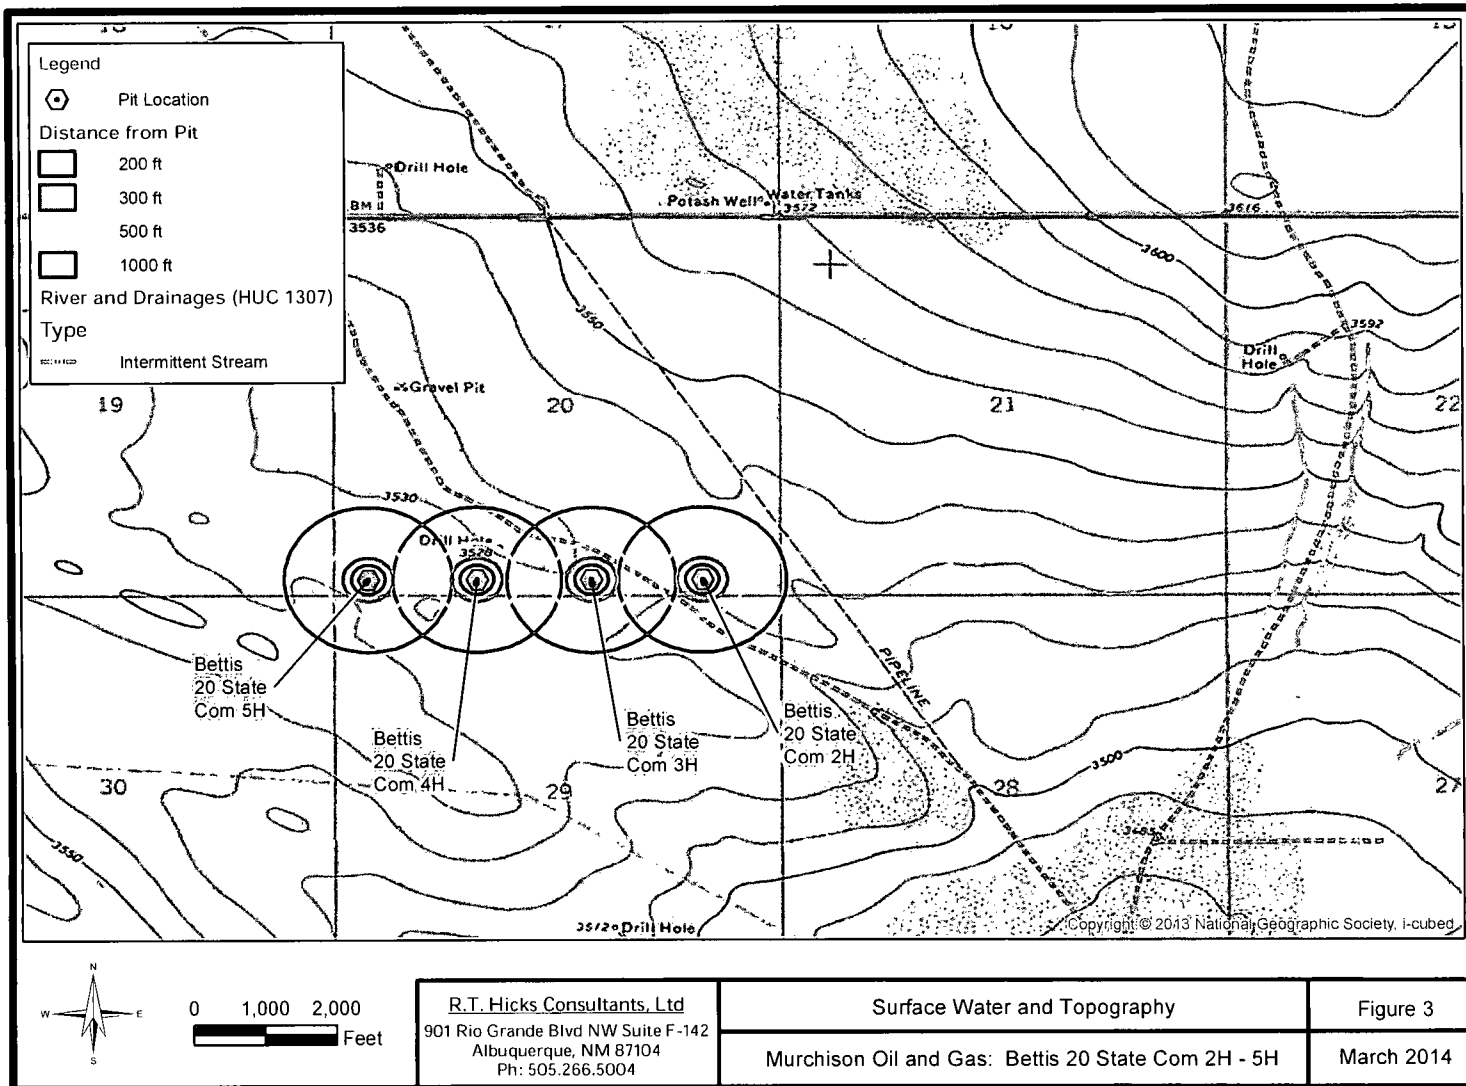 18
17
16
15
Legend
Pit Location
Distance from Pit
200 ft
300 ft
500 ft
1000 ft
River and Drainages (HUC 1307)
Type
Intermittent Stream
Drill Hole
BM
3536
Potash Well
Water Tanks
3572
3616
3600
3550
3592
Drill
Hole
Gravel Pit
19
20
21
22
3530
Drill Hole
3528
Bettis
20 State
Com 5H
Bettis
20 State
Com 4H
Bettis
20 State
Com 3H
Bettis
20 State
Com 2H
PIPELINE
3500
30
29
28
27
3550
3512
Drill Hole
Copyright © 2013 National Geographic Society, i-cubed
N
W
E
S
0 1,000 2,000
Feet
R.T. Hicks Consultants, Ltd
901 Rio Grande Blvd NW Suite F-142
Albuquerque, NM 87104
Ph: 505.266.5004
Surface Water and Topography
Murchison Oil and Gas: Bettis 20 State Com 2H - 5H
Figure 3
March 2014